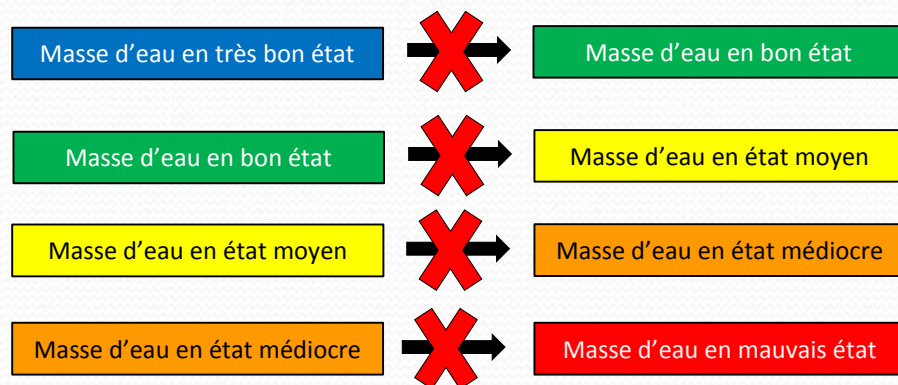 Masse d’eau en très bon état
Masse d’eau en bon état
Masse d’eau en bon état
Masse d’eau en état moyen
Masse d’eau en état moyen
Masse d’eau en état médiocre
Masse d’eau en état médiocre
Masse d’eau en mauvais état